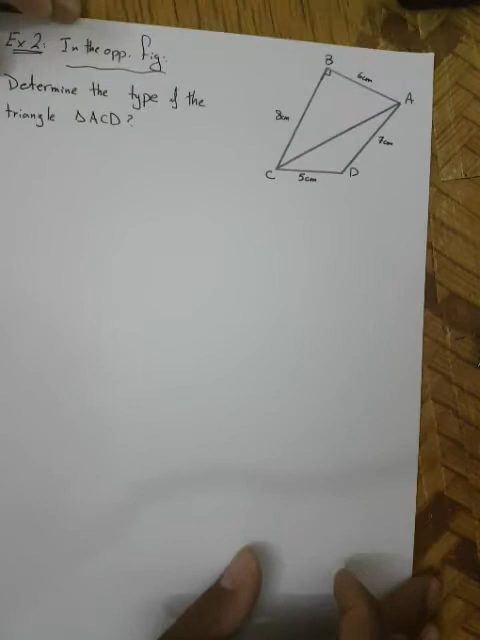 Ex 2: In the opp. fig.
Determine the type of the
triangle ΔACD?
B
6cm
A
8cm
7cm
C
5cm
D